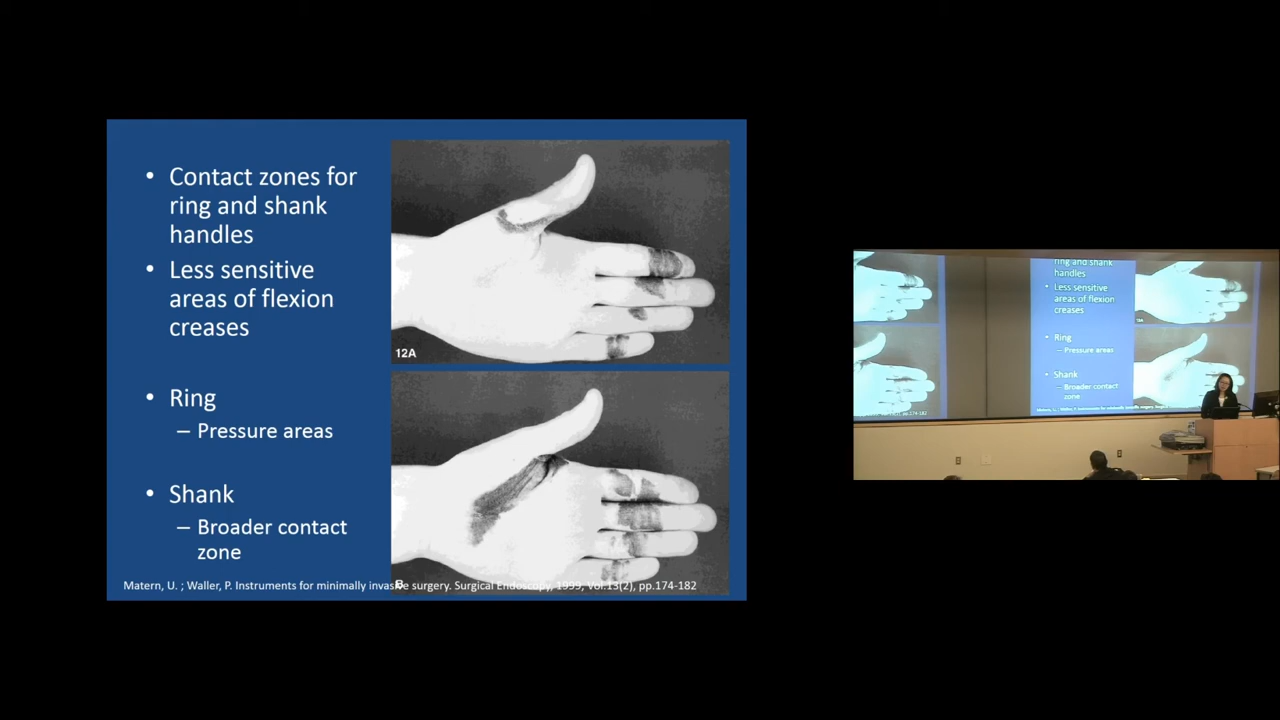 • Contact zones for
ring and shank
handles
• Less sensitive
areas of flexion
creases
• Ring
– Pressure areas
• Shank
– Broader contact
zone
12A
B
Matern, U. ; Waller, P. Instruments for minimally invasive surgery. Surgical Endoscopy, 1999, Vol.13(2), pp.174-182
ring and shank
handles
• Less sensitive
areas of flexion
creases
• Ring
– Pressure areas
• Shank
– Broader contact
zone